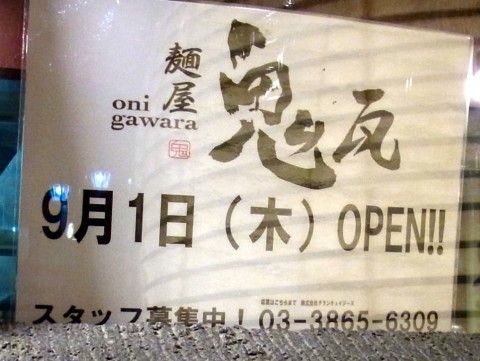 麺屋
鬼瓦
oni
gawara
鬼
9月1日（木）OPEN!!
スタッフ募集中！03-3865-6309